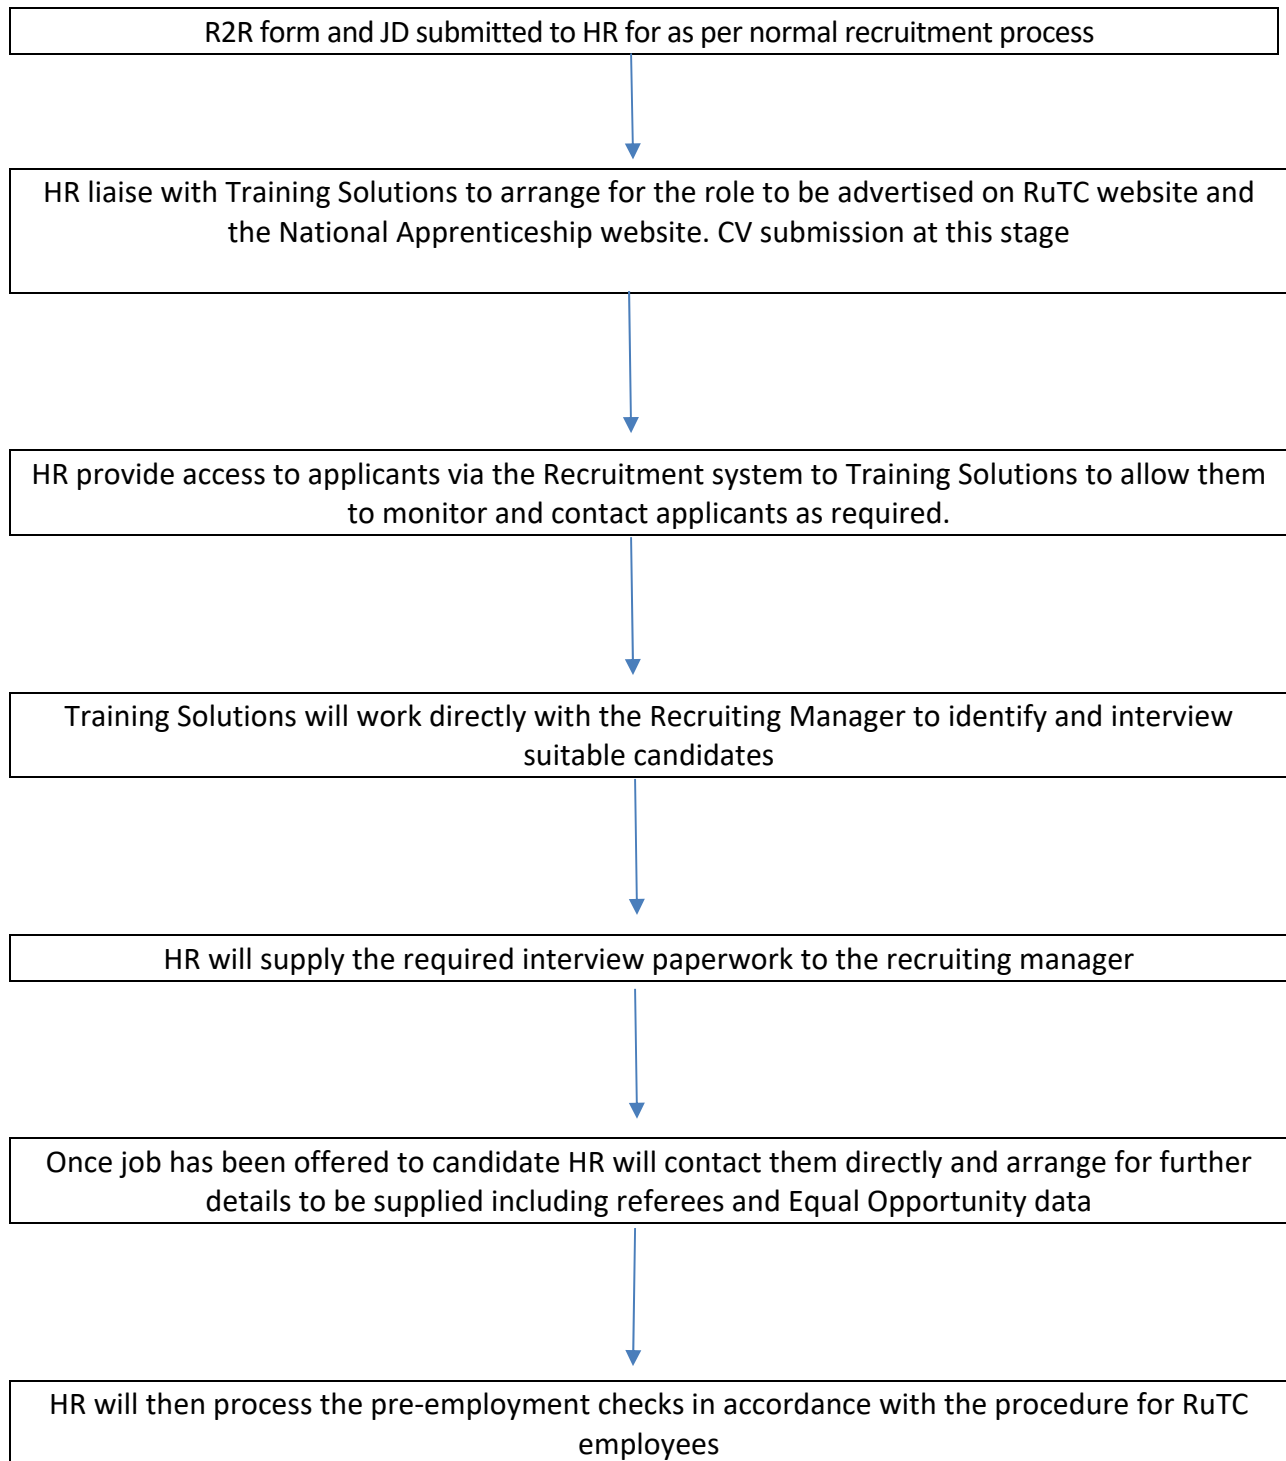 R2R form and JD submitted to HR for as per normal recruitment process
HR liaise with Training Solutions to arrange for the role to be advertised on RuTC website and
the National Apprenticeship website. CV submission at this stage
HR provide access to applicants via the Recruitment system to Training Solutions to allow them
to monitor and contact applicants as required.
Training Solutions will work directly with the Recruiting Manager to identify and interview
suitable candidates
HR will supply the required interview paperwork to the recruiting manager
Once job has been offered to candidate HR will contact them directly and arrange for further
details to be supplied including referees and Equal Opportunity data
HR will then process the pre-employment checks in accordance with the procedure for RuTC
employees